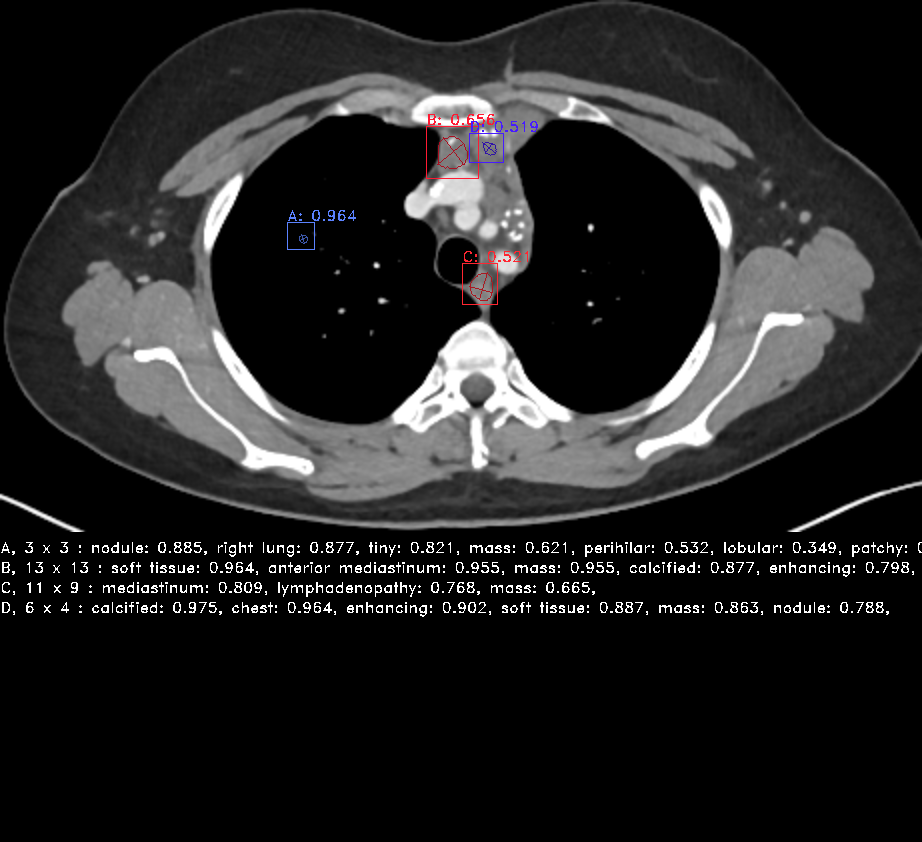 B: 0.656
D: 0.519
A: 0.964
C: 0.521
A, 3 x 3 : nodule: 0.885, right lung: 0.877, tiny: 0.821, mass: 0.621, perihilar: 0.532, lobular: 0.349, patchy:
B, 13 x 13 : soft tissue: 0.964, anterior mediastinum: 0.955, mass: 0.955, calcified: 0.877, enhancing: 0.798,
C, 11 x 9 : mediastinum: 0.809, lymphadenopathy: 0.768, mass: 0.665,
D, 6 x 4 : calcified: 0.975, chest: 0.964, enhancing: 0.902, soft tissue: 0.887, mass: 0.863, nodule: 0.788,